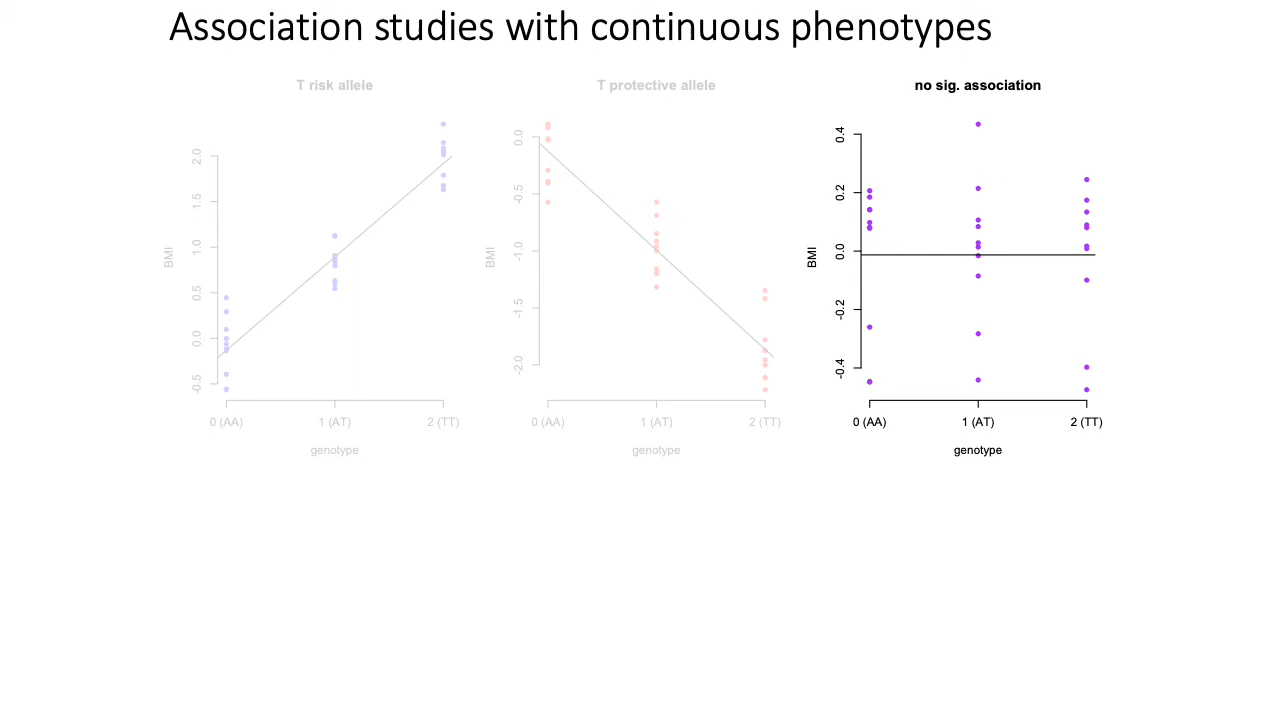 Association studies with continuous phenotypes
T risk allele
BMI
2.0
1.5
1.0
0.5
0.0
-0.5
0 (AA) 1 (AT) 2 (TT)
genotype
T protective allele
BMI
0.0
-0.5
-1.0
-1.5
-2.0
0 (AA) 1 (AT) 2 (TT)
genotype
no sig. association
BMI
0.4
0.2
0.0
-0.2
-0.4
0 (AA) 1 (AT) 2 (TT)
genotype